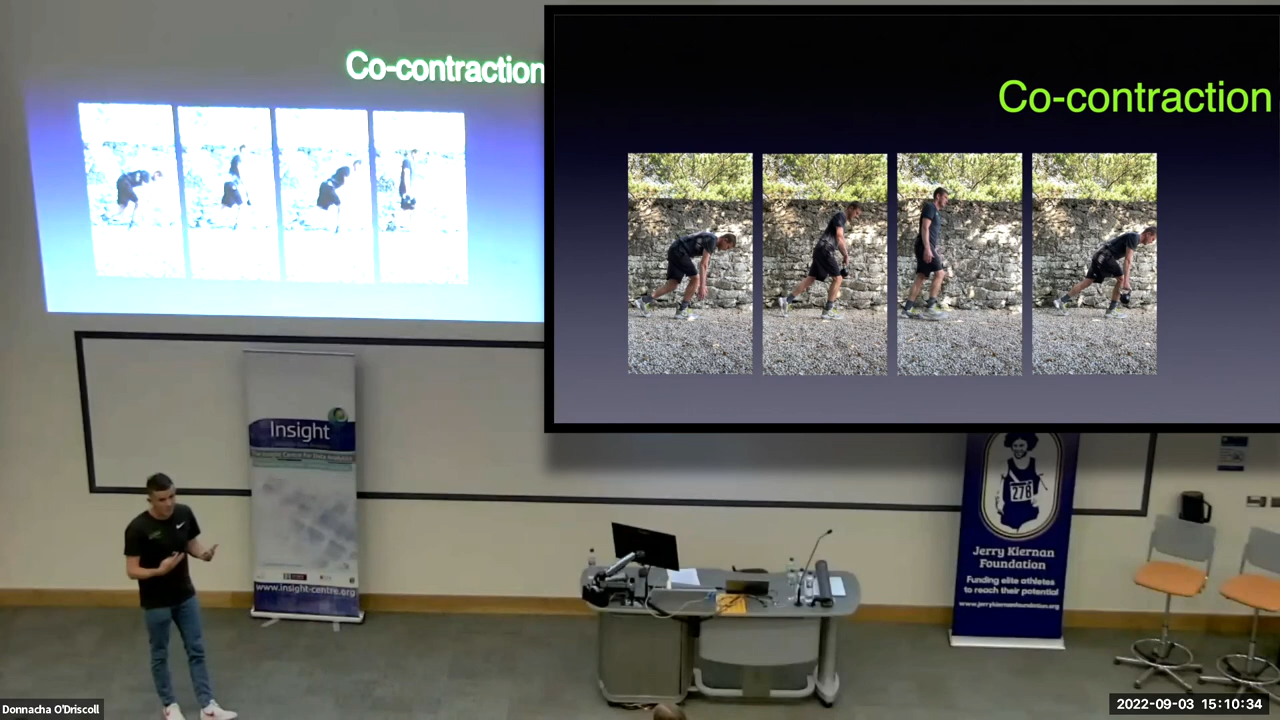 Co-contraction
Co-contraction
Insight
www.insight-centre.org
278
Jerry Kiernan
Foundation
Funding elite athletes
to reach their potential
www.jerrykiernanfoundation.org
Donnacha O'Driscoll
2022-09-03 15:10:34